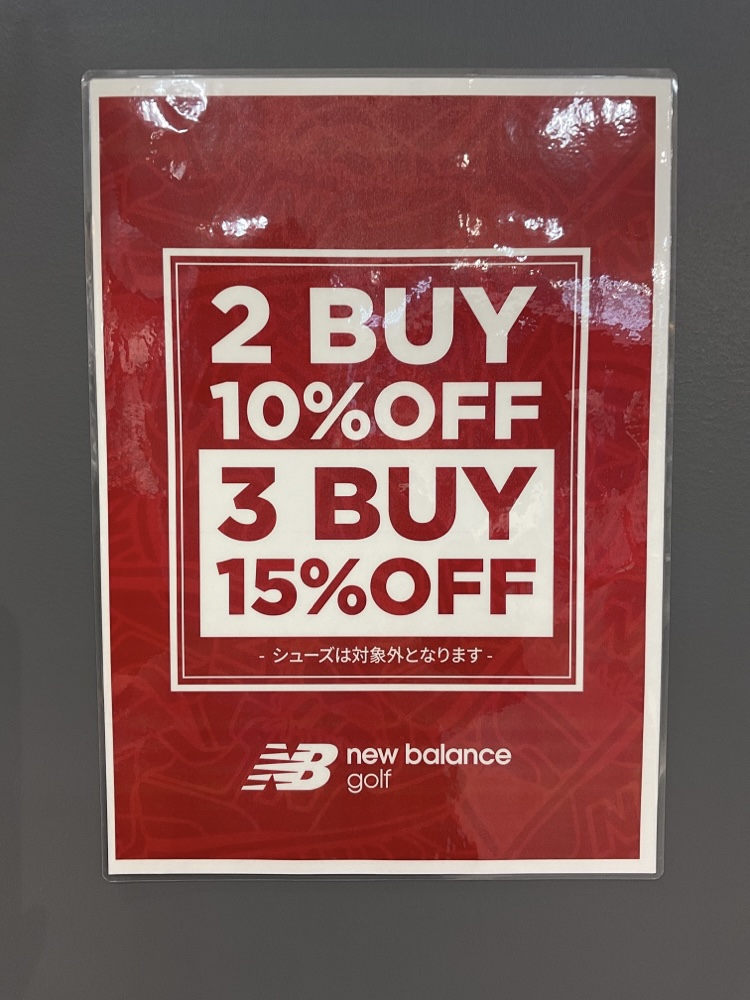 2 BUY
10%OFF
3 BUY
15%OFF
- シューズは対象外となります -
NB new balance
golf